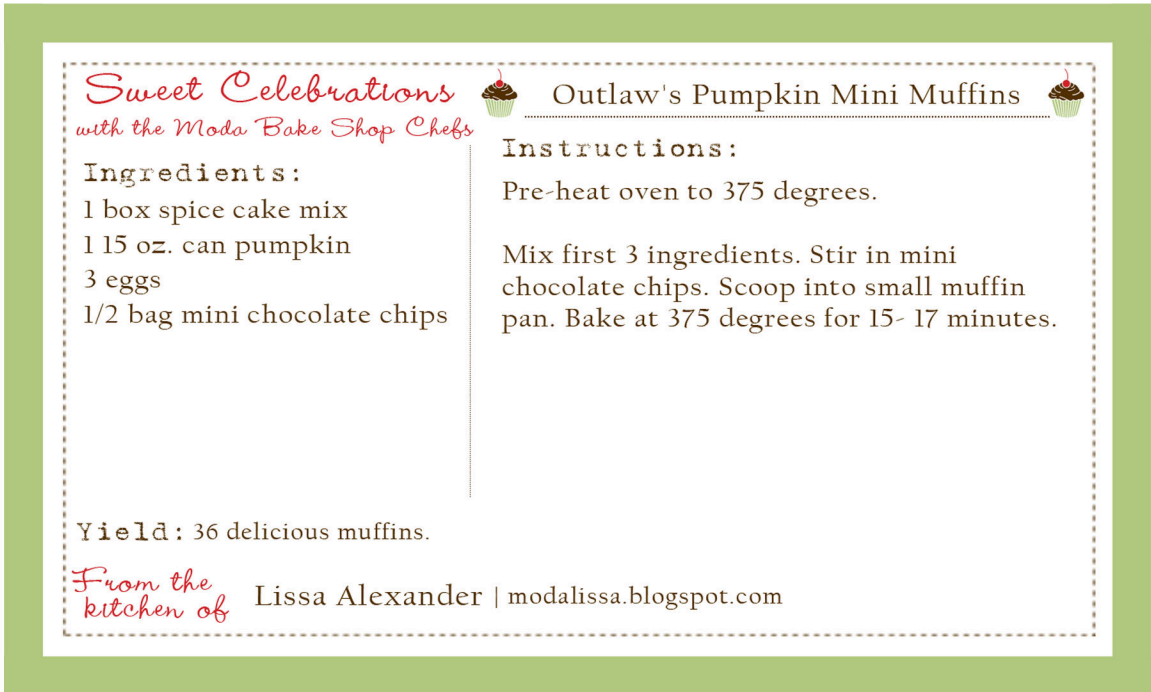 Sweet Celebrations
with the Moda Bake Shop Chefs
Outlaw's Pumpkin Mini Muffins
Ingredients:
1 box spice cake mix
1 15 oz. can pumpkin
3 eggs
1/2 bag mini chocolate chips
Instructions:
Pre-heat oven to 375 degrees.
Mix first 3 ingredients. Stir in mini
chocolate chips. Scoop into small muffin
pan. Bake at 375 degrees for 15- 17 minutes.
Yield: 36 delicious muffins.
From the
kitchen of
Lissa Alexander | modalissa.blogspot.com